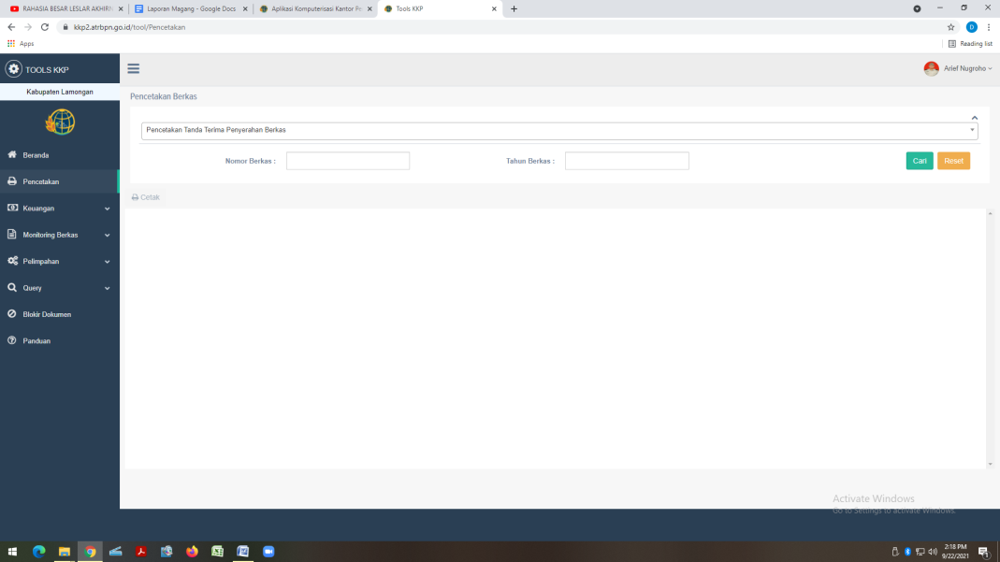 RAHASIA BESAR LESLAR AKHIRN
Laporan Magang - Google Docs
Aplikasi Komputerisasi Kantor Pe
Tools KKP
kkp2.atrbpn.go.id/tool/Pencetakan
D
Apps
Reading list
TOOLS KKP
Arief Nugroho
Kabupaten Lamongan
Pencetakan Berkas
Pencetakan Tanda Terima Penyerahan Berkas
Beranda
Nomor Berkas :
Tahun Berkas :
Cari
Reset
Pencetakan
Cetak
Keuangan
Monitoring Berkas
Pelimpahan
Query
Blokir Dokumen
Panduan
Activate Windows
Go to Settings to activate Windows.
2:18 PM
9/22/2021